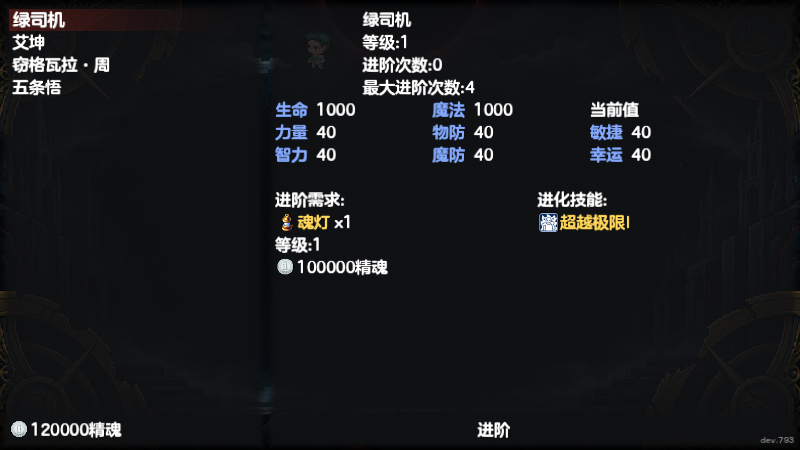 绿司机
艾坤
窃格瓦拉·周
五条悟
绿司机
等级:1
进阶次数:0
最大进阶次数:4
生命 1000 魔法 1000 当前值
力量 40 物防 40 敏捷 40
智力 40 魔防 40 幸运 40
进阶需求: 进化技能:
魂灯 x1 超越极限!
等级:1
100000精魂
120000精魂 进阶
dev.793